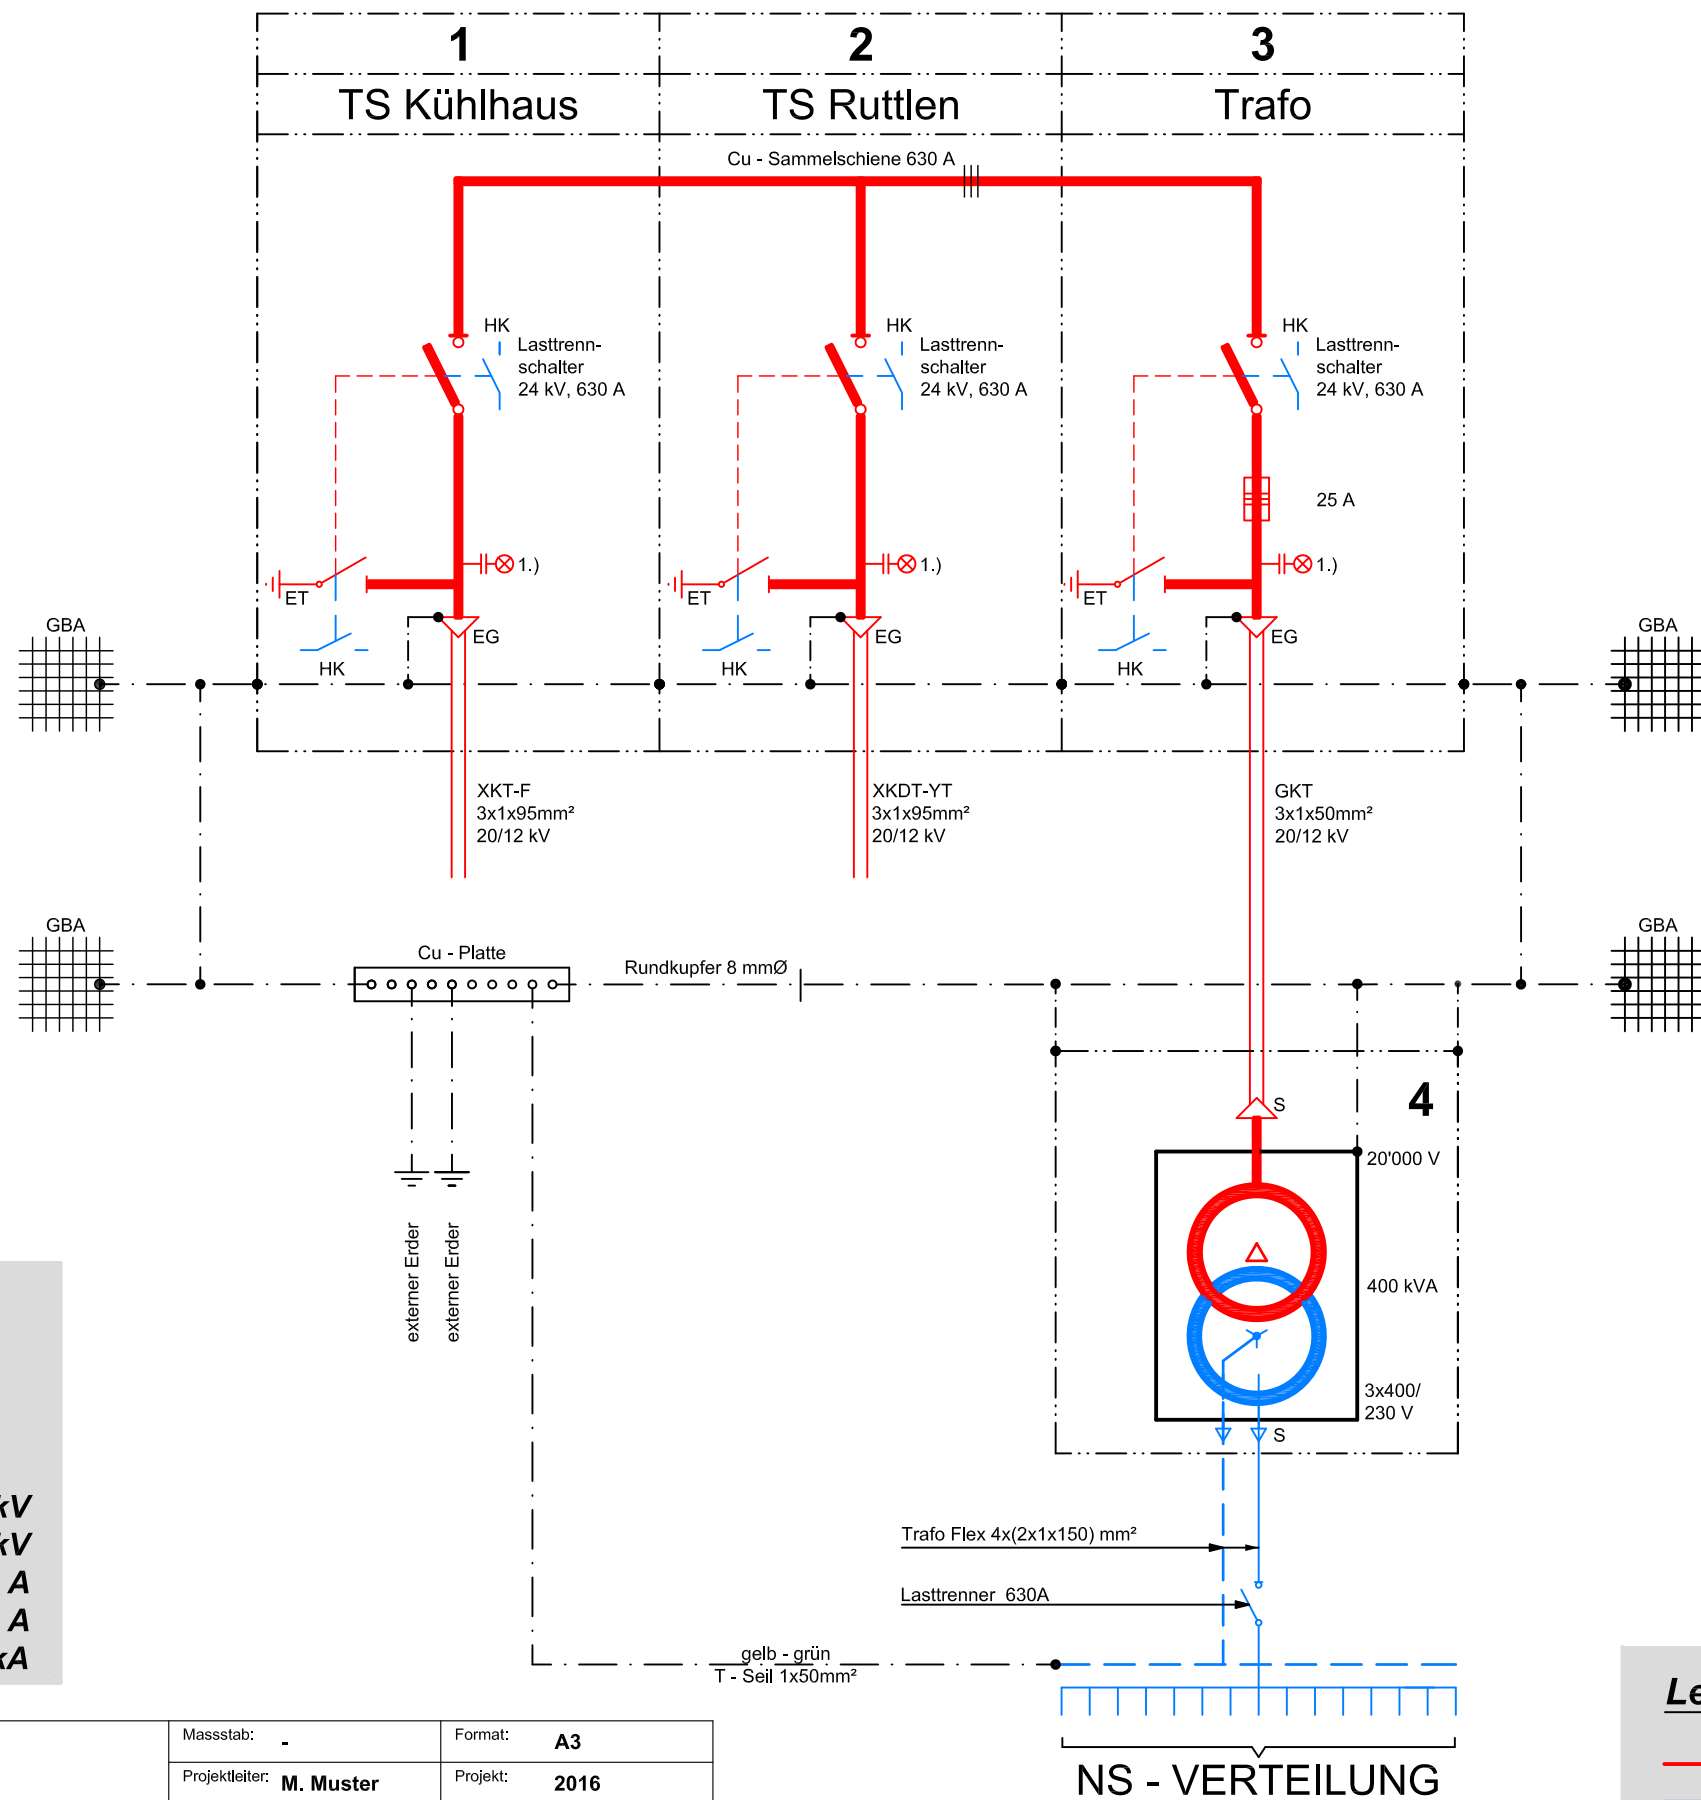 1
2
3
TS Kühlhaus
TS Ruttlen
Trafo
Cu - Sammelschiene 630 A
HK
Lasttrenn-
schalter
24 kV, 630 A
HK
Lasttrenn-
schalter
24 kV, 630 A
HK
Lasttrenn-
schalter
24 kV, 630 A
25 A
1.)
1.)
1.)
ET
ET
ET
EG
EG
EG
HK
HK
HK
GBA
GBA
XKT-F
3x1x95mm²
20/12 kV
XKDT-YT
3x1x95mm²
20/12 kV
GKT
3x1x50mm²
20/12 kV
GBA
GBA
Cu - Platte
Rundkupfer 8 mmØ
externer Erder
externer Erder
4
S
20'000 V
400 kVA
3x400/
230 V
S
kV
kV
A
A
kA
Trafo Flex 4x(2x1x150) mm²
Lasttrenner 630A
gelb - grün
T - Seil 1x50mm²
NS - VERTEILUNG
Massstab: -
Format: A3
Projektleiter: M. Muster
Projekt: 2016
Le